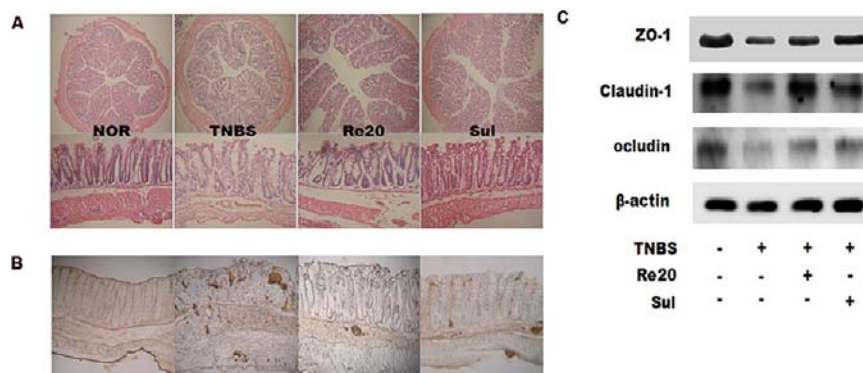 A
NOR TNBS Re20 Sul
B
C
ZO-1
Claudin-1
ocludin
β-actin
TNBS - + + +
Re20 - - + -
Sul - - - +